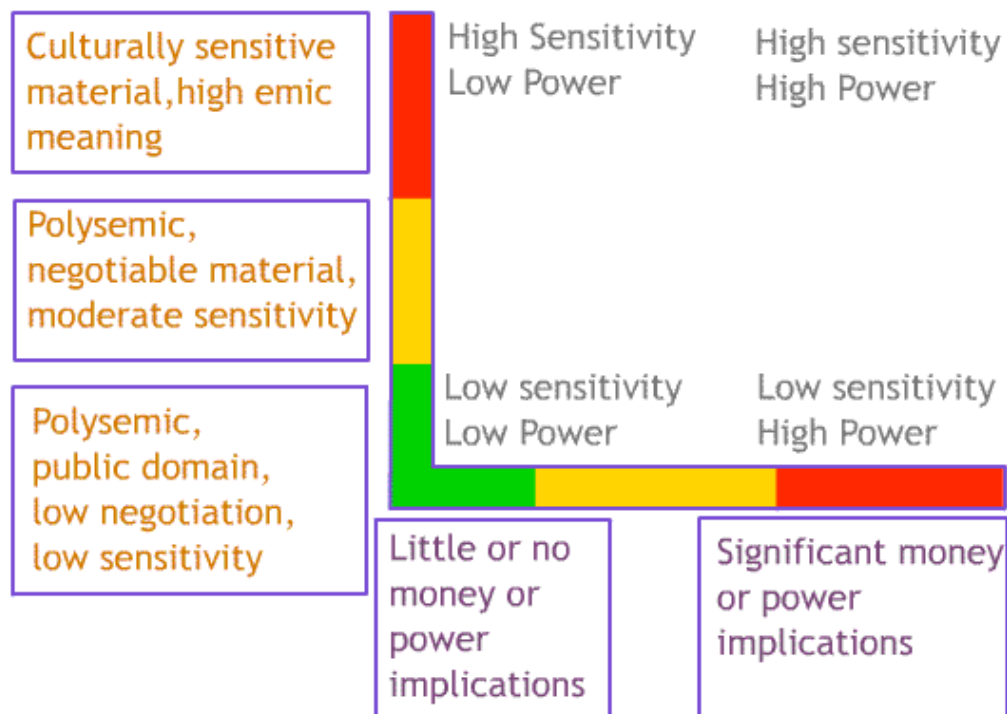 Culturally sensitive
material,high emic
meaning
High Sensitivity
Low Power
High sensitivity
High Power
Polysemic,
negotiable material,
moderate sensitivity
Polysemic,
public domain,
low negotiation,
low sensitivity
Low sensitivity
Low Power
Low sensitivity
High Power
Little or no
money or
power
implications
Significant money
or power
implications